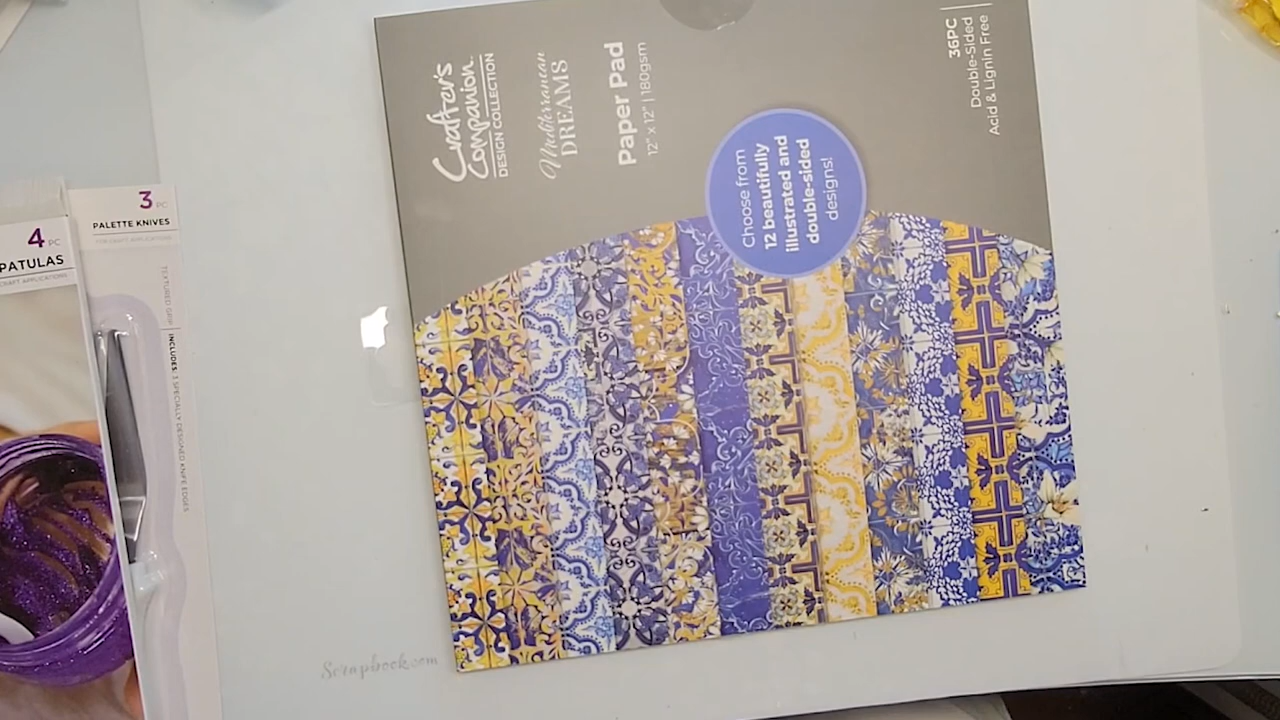 Crafter's
Companion
DESIGN COLLECTION
Mediterranean
DREAMS
Paper Pad
12" x 12" | 180gsm
36PC
Double-Sided
Acid & Lignin Free
Choose from
12 beautifully
illustrated and
double-sided
designs!
4 PC
PATULAS
CRAFT APPLICATIONS
3 PC
PALETTE KNIVES
FOR CRAFT APPLICATIONS
TEXTURED GRIP
INCLUDES: 3 SPECIALLY DESIGNED KNIFE EDGES
Scrapbook.com